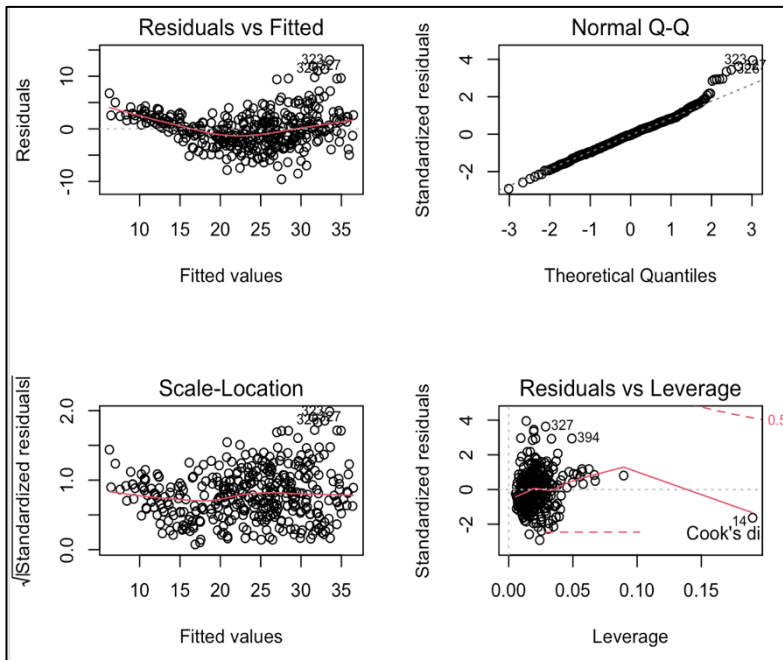 Residuals vs Fitted
Residuals
10
0
-10
323
327
10 15 20 25 30 35
Fitted values
Normal Q-Q
Standardized residuals
4
2
0
-2
323
327
-3 -2 -1 0 1 2 3
Theoretical Quantiles
Scale-Location
√|Standardized residuals|
2.0
1.0
0.0
323
327
10 15 20 25 30 35
Fitted values
Residuals vs Leverage
Standardized residuals
4
2
0
-2
327
394
0.5
14
Cook's di
0.00 0.05 0.10 0.15
Leverage